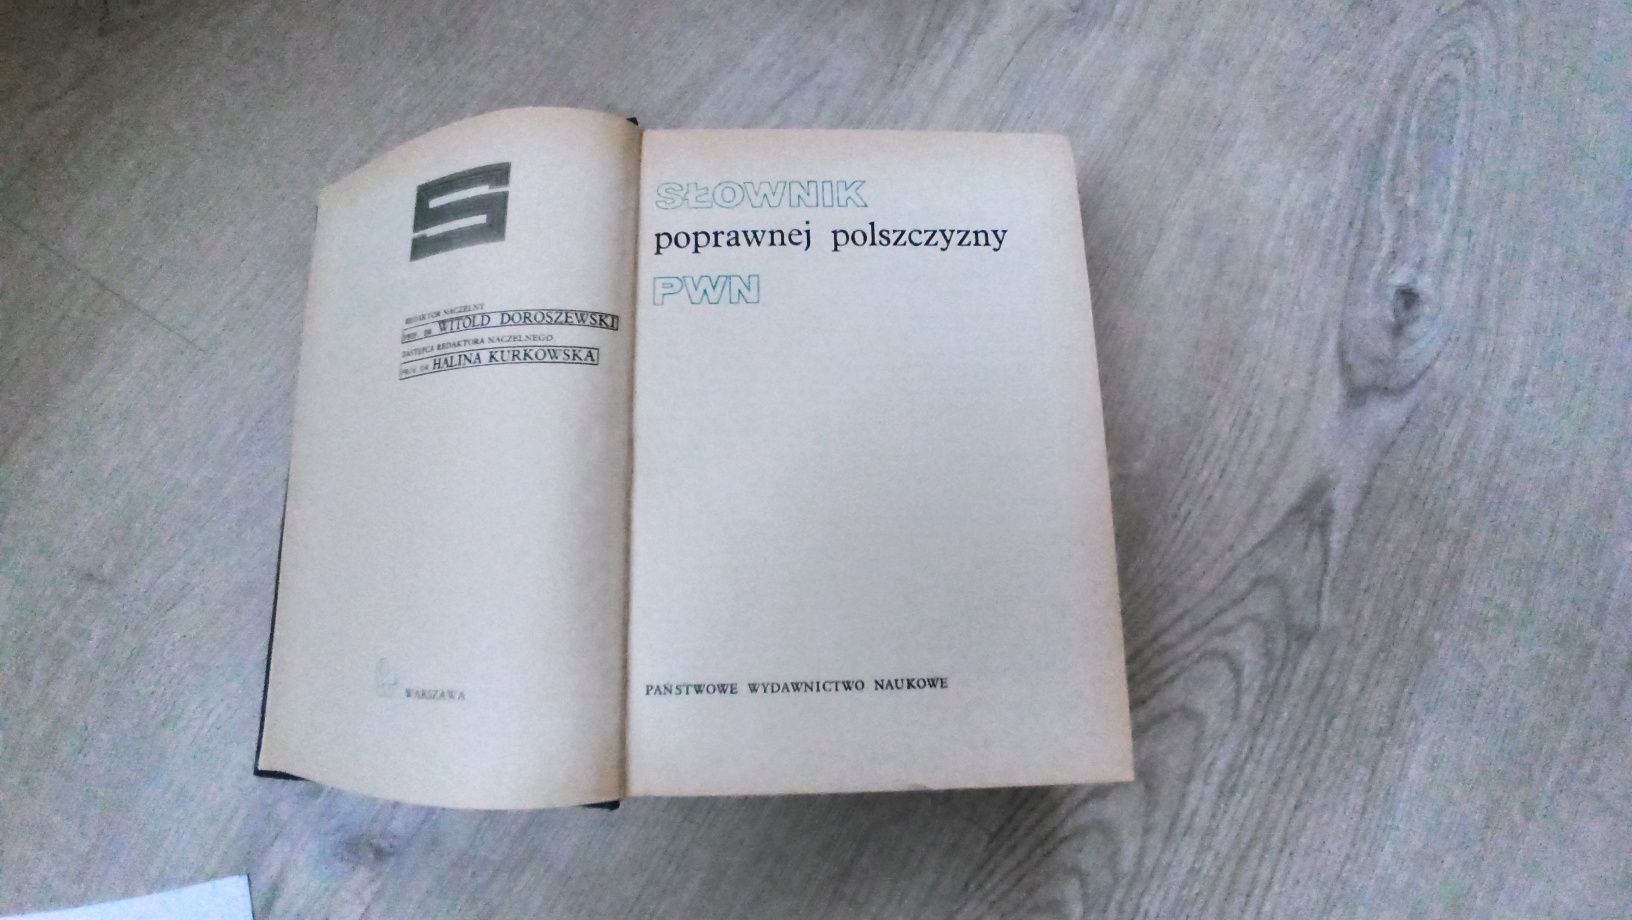 S
REDAKTOR NACZELNY
PROF. DR WITOLD DOROSZEWSKI
ZASTĘPCA REDAKTORA NACZELNEGO
PROF. DR HALINA KURKOWSKA
WARSZAWA
SŁOWNIK
poprawnej polszczyzny
PWN
PAŃSTWOWE WYDAWNICTWO NAUKOWE